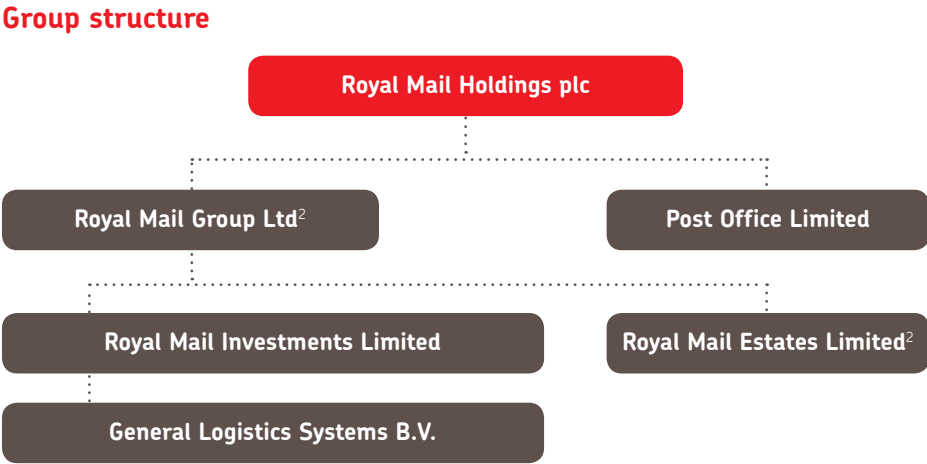 Group structure
Royal Mail Holdings plc
Royal Mail Group Ltd²
Post Office Limited
Royal Mail Investments Limited
Royal Mail Estates Limited²
General Logistics Systems B.V.